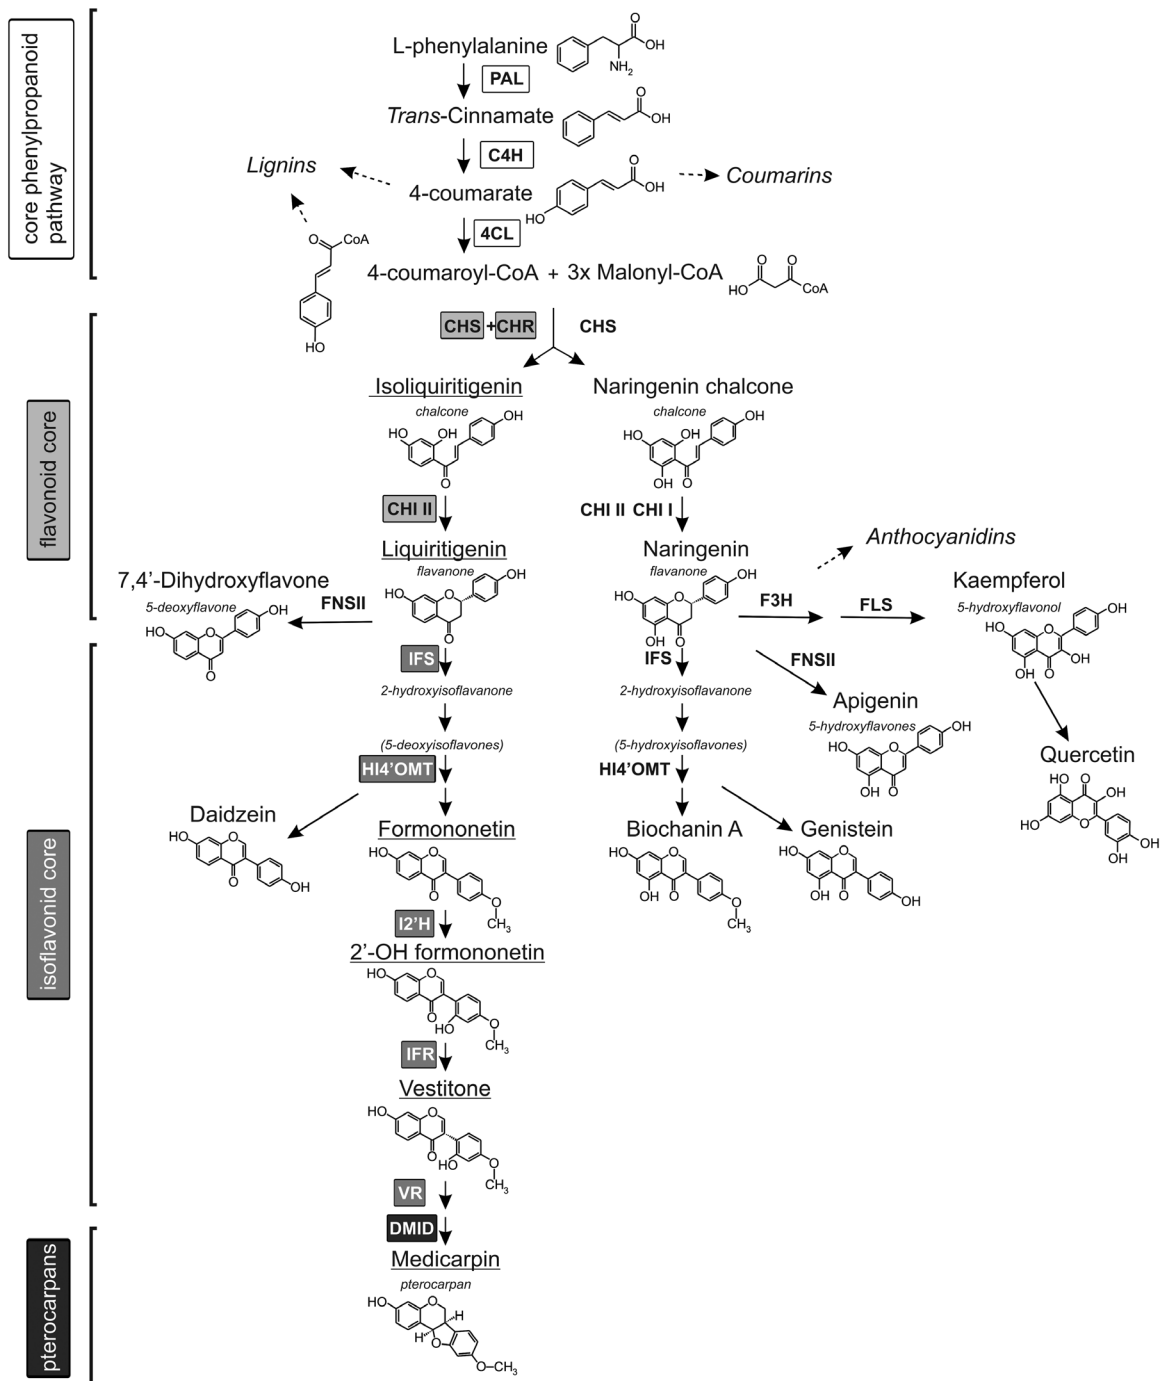 core phenylpropanoid
pathway
L-phenylalanine
O
OH
NH2
PAL
Trans-Cinnamate
O
OH
C4H
Lignins
4-coumarate
O
OH
HO
Coumarins
4CL
O
CoA
HO
4-coumaroyl-CoA + 3x Malonyl-CoA
O
O
HO
CoA
flavonoid core
CHS + CHR
CHS
Isoliquiritigenin
chalcone
HO
OH
OH
O
Naringenin chalcone
chalcone
HO
OH
OH
OH
O
CHI II
CHI II CHI I
Liquiritigenin
flavanone
HO
O
OH
O
Naringenin
flavanone
HO
O
OH
OH
O
Anthocyanidins
7,4'-Dihydroxyflavone
5-deoxyflavone
HO
O
OH
O
FNSII
F3H
FLS
Kaempferol
5-hydroxyflavonol
HO
O
OH
OH
OH
O
isoflavonid core
IFS
IFS
FNSII
2-hydroxyisoflavanone
2-hydroxyisoflavanone
Apigenin
5-hydroxyflavones
HO
O
OH
OH
O
Quercetin
HO
O
OH
HO
O
OH
OH
(5-deoxyisoflavones)
(5-hydroxyisoflavones)
HI4'OMT
HI4'OMT
Daidzein
HO
O
O
OH
Formononetin
HO
O
O
O
CH3
Biochanin A
HO
O
OH
O
O
CH3
Genistein
HO
O
OH
O
OH
I2'H
2'-OH formononetin
HO
O
O
HO
O
CH3
IFR
Vestitone
HO
O
O
HO
O
CH3
VR
pterocarpans
DMID
Medicarpin
pterocarpan
HO
O
H
H
O
O–CH3